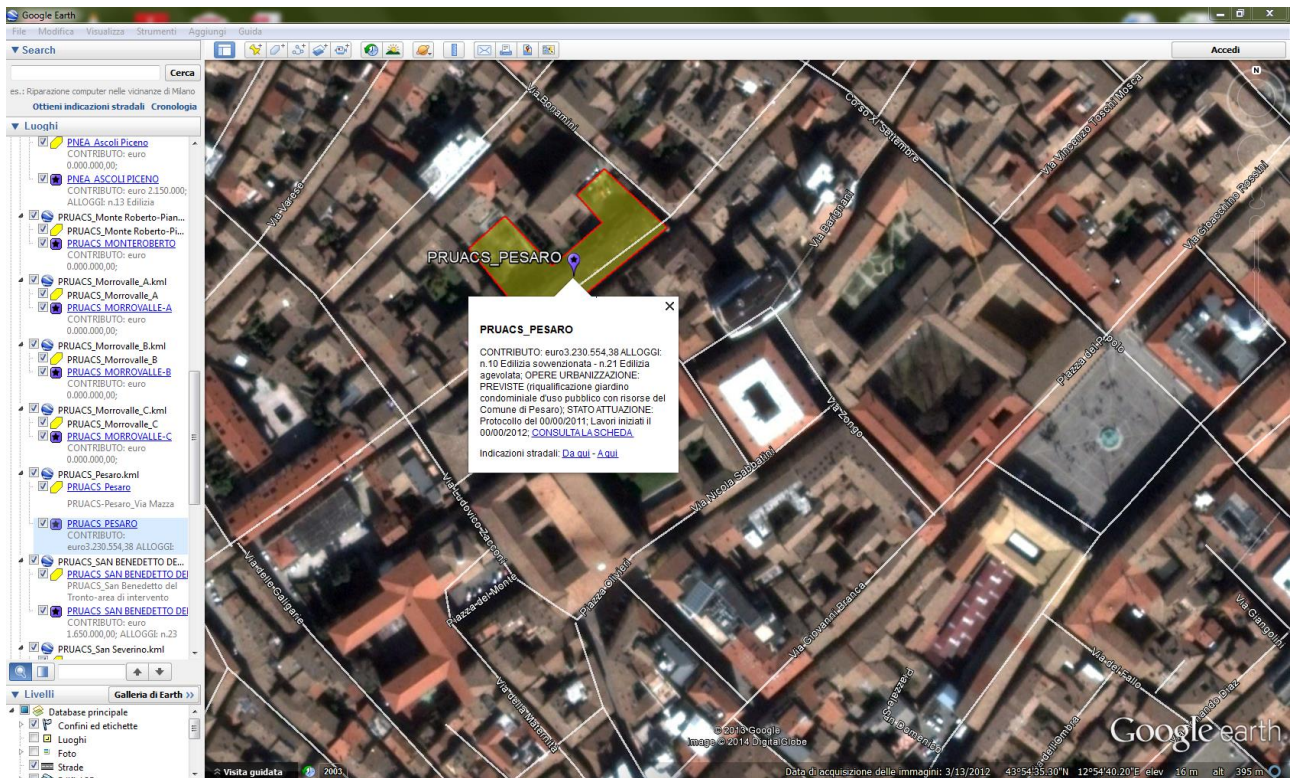 Google Earth
File Modifica Visualizza Strumenti Aggiungi Guida
▼ Search
Accedi
Cerca
es.: Riparazione computer nelle vicinanze di Milano
Ottieni indicazioni stradali Cronologia
▼ Luoghi
PNEA Ascoli Piceno
CONTRIBUTO: euro
0.000.000,00;
PNEA ASCOLI PICENO
CONTRIBUTO: euro 2.150.000;
ALLOGGI: n.13 Edilizia
PRUACS_Monte Roberto-Pian...
PRUACS_Monte Roberto-Pi...
PRUACS MONTEROBERTO
CONTRIBUTO: euro
0.000.000,00;
PRUACS_Morrovalle_A.kml
PRUACS_Morrovalle_A
PRUACS MORROVALLE-A
CONTRIBUTO: euro
0.000.000,00;
PRUACS_Morrovalle_B.kml
PRUACS_Morrovalle_B
PRUACS MORROVALLE-B
CONTRIBUTO: euro
0.000.000,00;
PRUACS_Morrovalle_C.kml
PRUACS_Morrovalle_C
PRUACS MORROVALLE-C
CONTRIBUTO: euro
0.000.000,00;
PRUACS_Pesaro.kml
PRUACS Pesaro
PRUACS-Pesaro_Via Mazza
PRUACS PESARO
CONTRIBUTO:
euro3.230.554,38 ALLOGGI:
PRUACS_SAN BENEDETTO DE...
PRUACS SAN BENEDETTO DEI
PRUACS_San Benedetto del
Tronto-area di intervento
PRUACS SAN BENEDETTO DEI
CONTRIBUTO: euro
1.650.000,00; ALLOGGI: n.23
PRUACS_San Severino.kml
▼ Livelli
Galleria di Earth >>
Database principale
Confini ed etichette
Luoghi
Foto
Strade
Via Bonamini
Corso XI Settembre
Via Vincenzo Toschi Mosca
Via Gioacchino Rossini
Via Varese
Via Barignani
N
PRUACS_PESARO
PRUACS_PESARO
CONTRIBUTO: euro3.230.554,38 ALLOGGI:
n.10 Edilizia sovvenzionata - n.21 Edilizia
agevolata; OPERE URBANIZZAZIONE:
PREVISTE (riqualificazione giardino
condominiale d'uso pubblico con risorse del
Comune di Pesaro); STATO ATTUAZIONE:
Protocollo del 00/00/2011; Lavori iniziati il
00/00/2012; CONSULTA LA SCHEDA
Indicazioni stradali: Da qui - A qui
Piazza del Popolo
Via Zongo
Via Nicola Sabbatini
Via Ludovico Zacconi
Via delle Galigarie
Piazza del Monte
Piazza Olivieri
Via Giovanni Branca
Via della Maternità
Piazzale S
San Domenico
Via del Fallo
Via Giangolini
© 2013 Google
Image © 2014 DigitalGlobe
Google earth
Visita guidata
2003
Data di acquisizione delle immagini: 3/13/2012 43°54'35.30"N 12°54'40.20"E elev 16 m alt 395 m